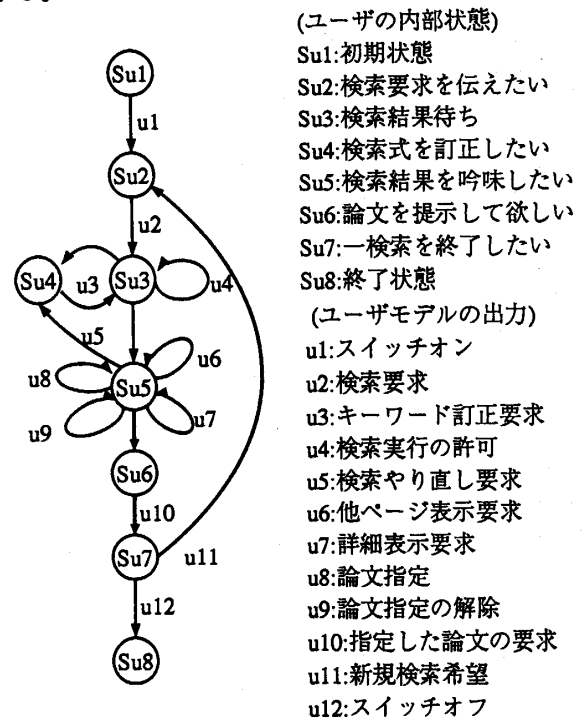 (ユーザの内部状態)
Su1:初期状態
Su2:検索要求を伝えたい
Su3:検索結果待ち
Su4:検索式を訂正したい
Su5:検索結果を吟味したい
Su6:論文を提示して欲しい
Su7:一検索を終了したい
Su8:終了状態
(ユーザモデルの出力)
u1:スイッチオン
u2:検索要求
u3:キーワード訂正要求
u4:検索実行の許可
u5:検索やり直し要求
u6:他ページ表示要求
u7:詳細表示要求
u8:論文指定
u9:論文指定の解除
u10:指定した論文の要求
u11:新規検索希望
u12:スイッチオフ
Su1
u1
Su2
u2
Su4
u3
Su3
u4
u5
u6
u8
Su5
u9
u7
Su6
u10
Su7
u11
u12
Su8